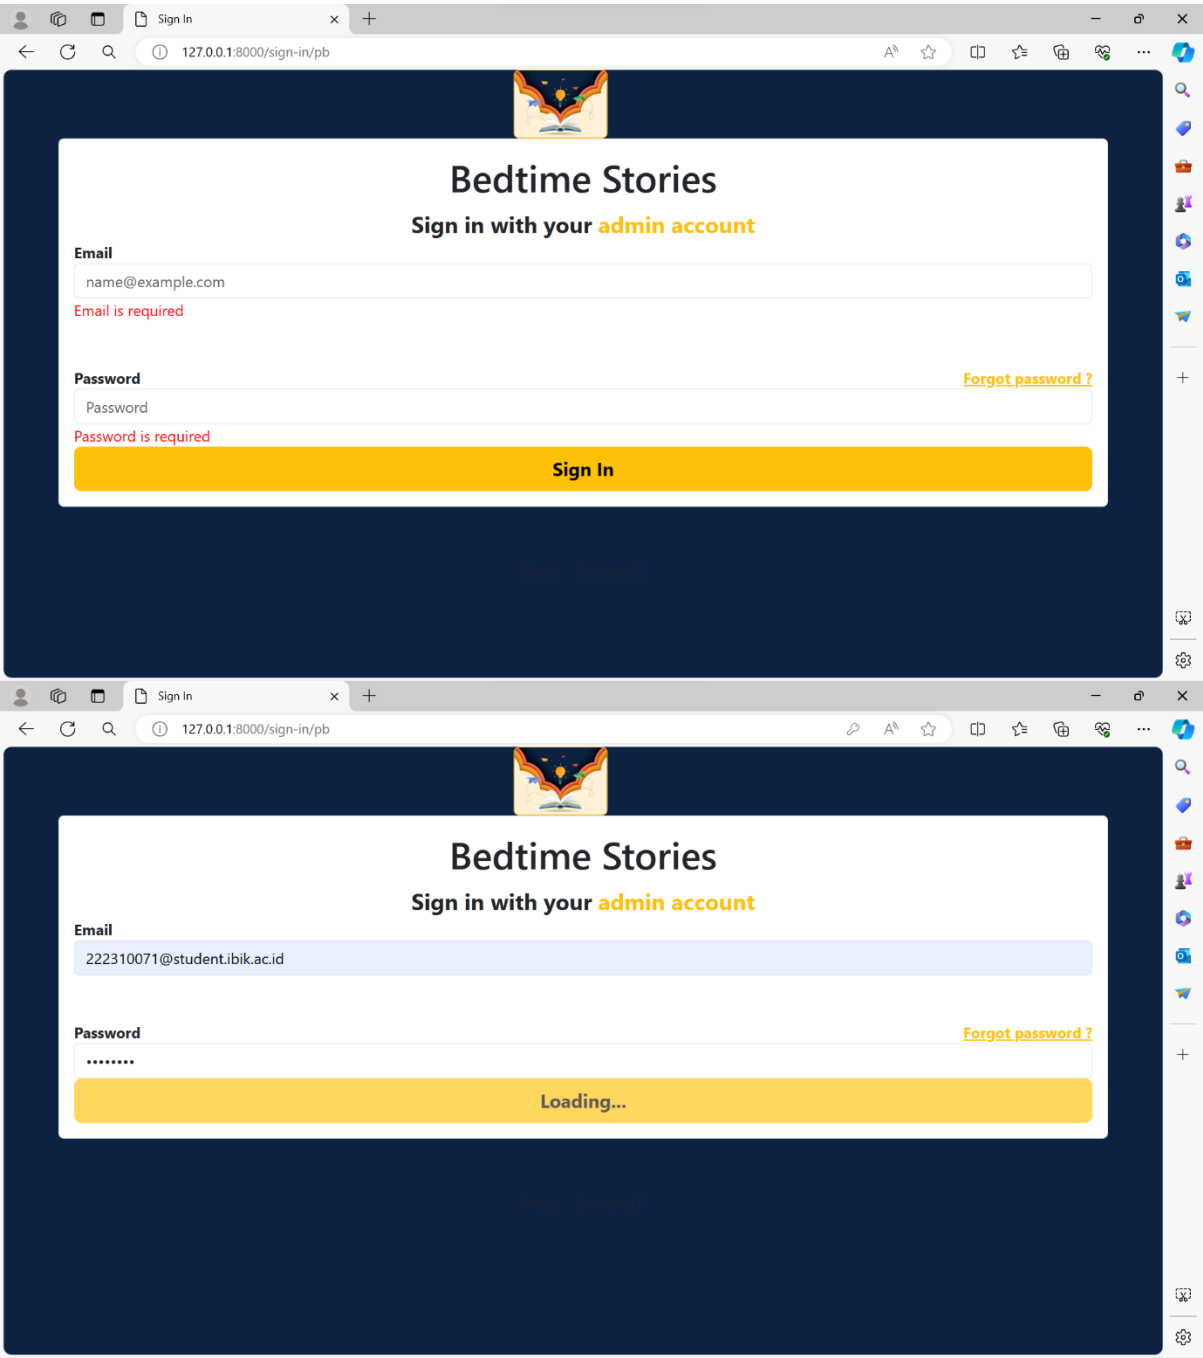 Sign In
127.0.0.1:8000/sign-in/pb
Bedtime Stories
Sign in with your admin account
Email
name@example.com
Email is required
Password
Forgot password ?
Password
Password is required
Sign In
Sign In
127.0.0.1:8000/sign-in/pb
Bedtime Stories
Sign in with your admin account
Email
222310071@student.ibik.ac.id
Password
Forgot password ?
••••••••
Loading...